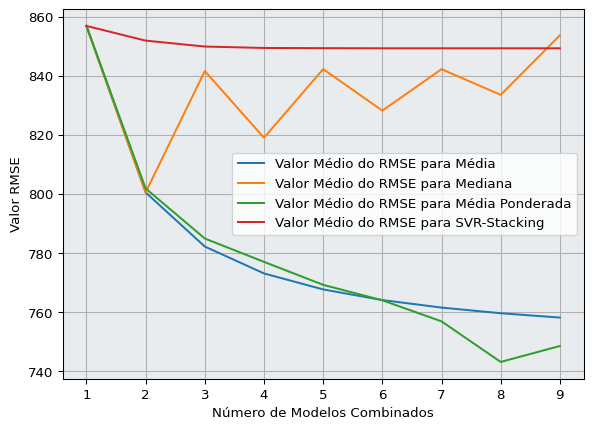 860
840
820
800
780
760
740
Valor RMSE
Valor Médio do RMSE para Média
Valor Médio do RMSE para Mediana
Valor Médio do RMSE para Média Ponderada
Valor Médio do RMSE para SVR-Stacking
1 2 3 4 5 6 7 8 9
Número de Modelos Combinados